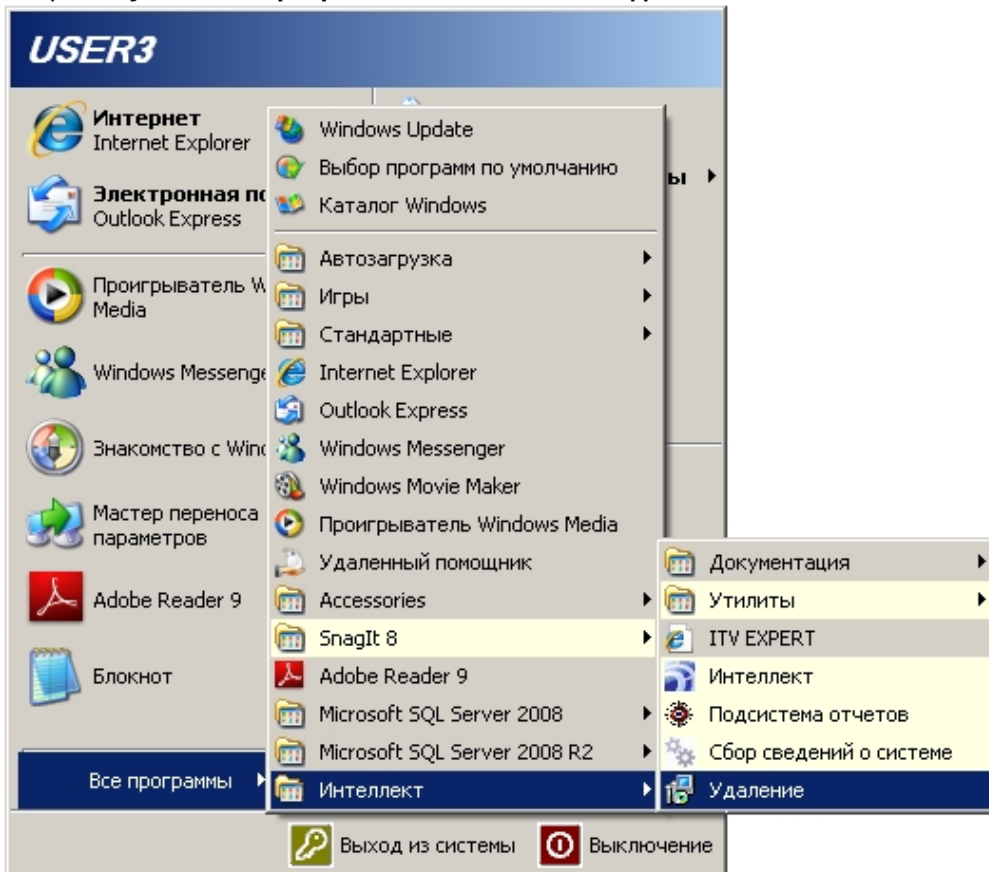 USER3
Интернет
Internet Explorer
Электронная по
Outlook Express
Проигрыватель W
Media
Windows Messenge
Знакомство с Wind
Мастер переноса
параметров
Adobe Reader 9
Блокнот
Все программы
ы
Windows Update
Выбор программ по умолчанию
Каталог Windows
Автозагрузка
Игры
Стандартные
Internet Explorer
Outlook Express
Windows Messenger
Windows Movie Maker
Проигрыватель Windows Media
Удаленный помощник
Accessories
SnagIt 8
Adobe Reader 9
Microsoft SQL Server 2008
Microsoft SQL Server 2008 R2
Интеллект
Документация
Утилиты
ITV EXPERT
Интеллект
Подсистема отчетов
Сбор сведений о системе
Удаление
Выход из системы
Выключение